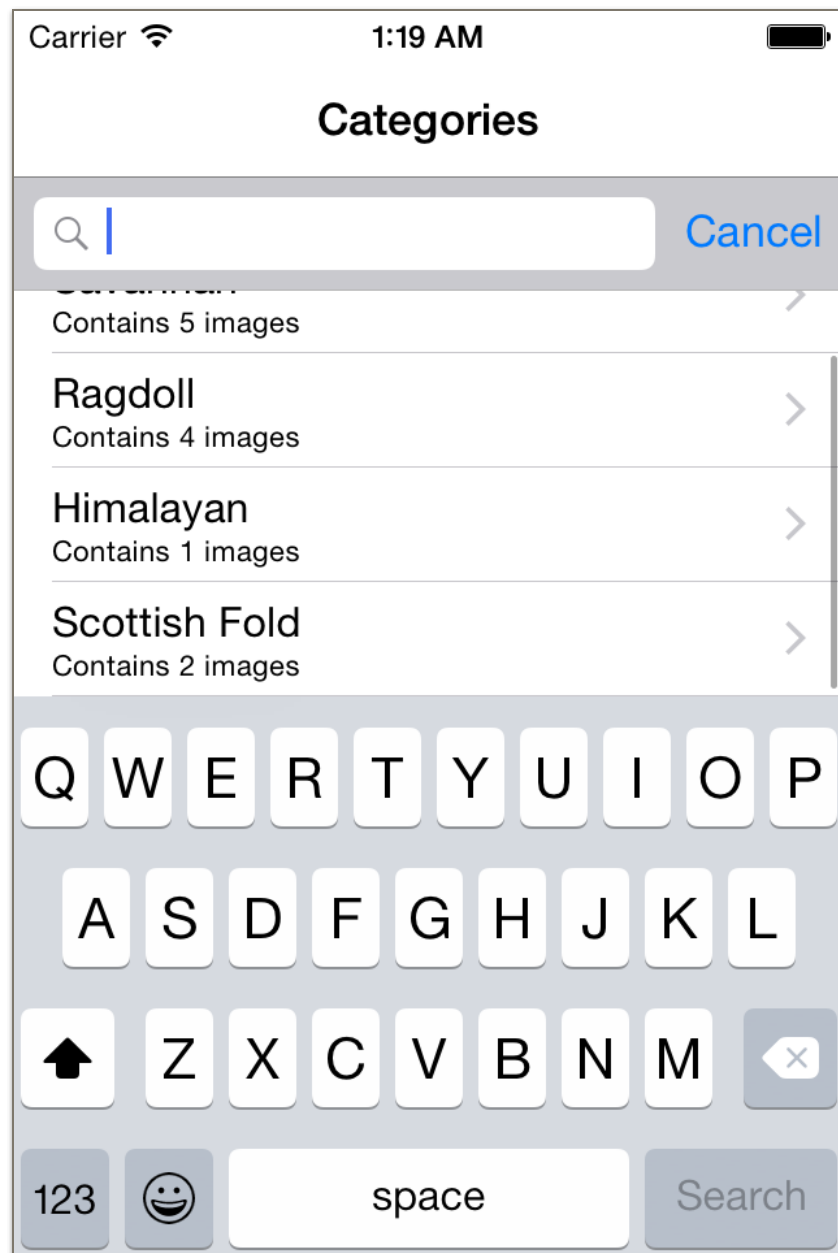 Carrier 1:19 AM
Categories
Cancel
Savannah
Contains 5 images
Ragdoll
Contains 4 images
Himalayan
Contains 1 images
Scottish Fold
Contains 2 images
Q W E R T Y U I O P
A S D F G H J K L
Z X C V B N M
123 space Search